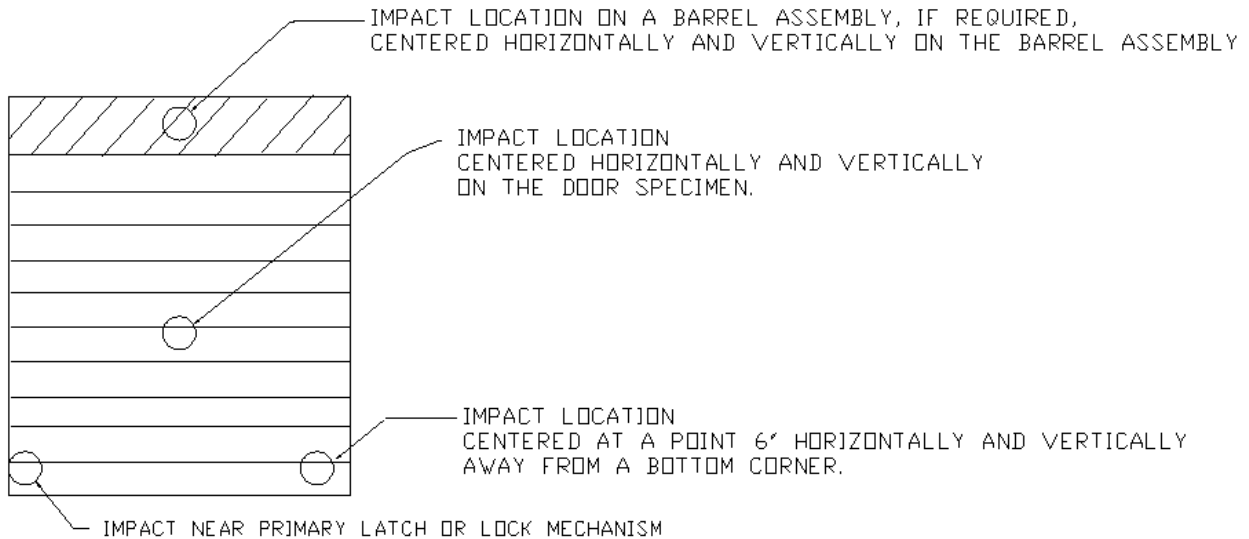 IMPACT LOCATION ON A BARREL ASSEMBLY, IF REQUIRED,
CENTERED HORIZONTALLY AND VERTICALLY ON THE BARREL ASSEMBLY
IMPACT LOCATION
CENTERED HORIZONTALLY AND VERTICALLY
ON THE DOOR SPECIMEN.
IMPACT LOCATION
CENTERED AT A POINT 6" HORIZONTALLY AND VERTICALLY
AWAY FROM A BOTTOM CORNER.
IMPACT NEAR PRIMARY LATCH OR LOCK MECHANISM